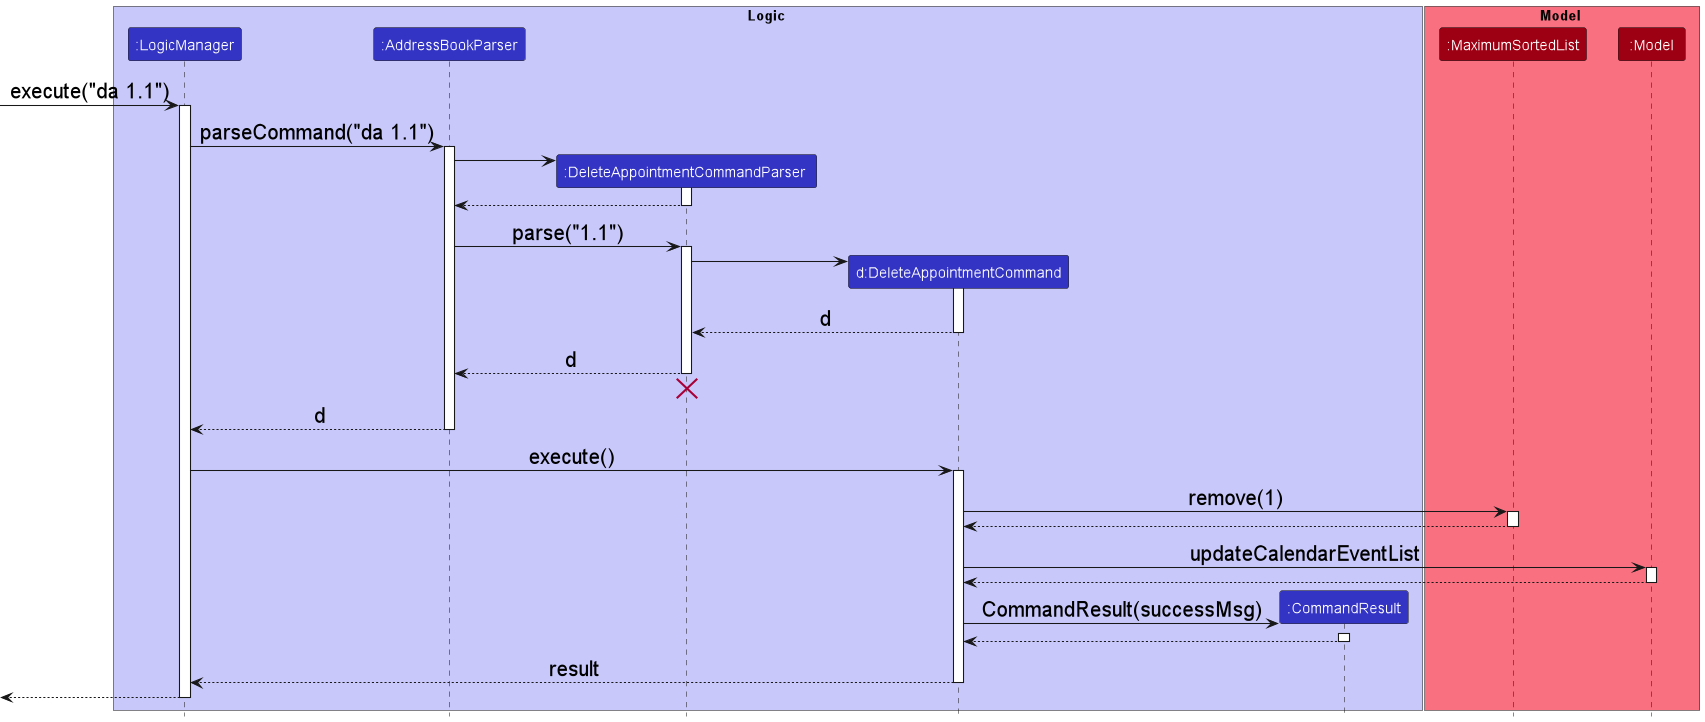 Logic
Model
:LogicManager
:AddressBookParser
:MaximumSortedList
:Model
execute("da 1.1")
parseCommand("da 1.1")
:DeleteAppointmentCommandParser
parse("1.1")
d:DeleteAppointmentCommand
d
d
d
execute()
remove(1)
updateCalendarEventList
CommandResult(successMsg)
:CommandResult
result